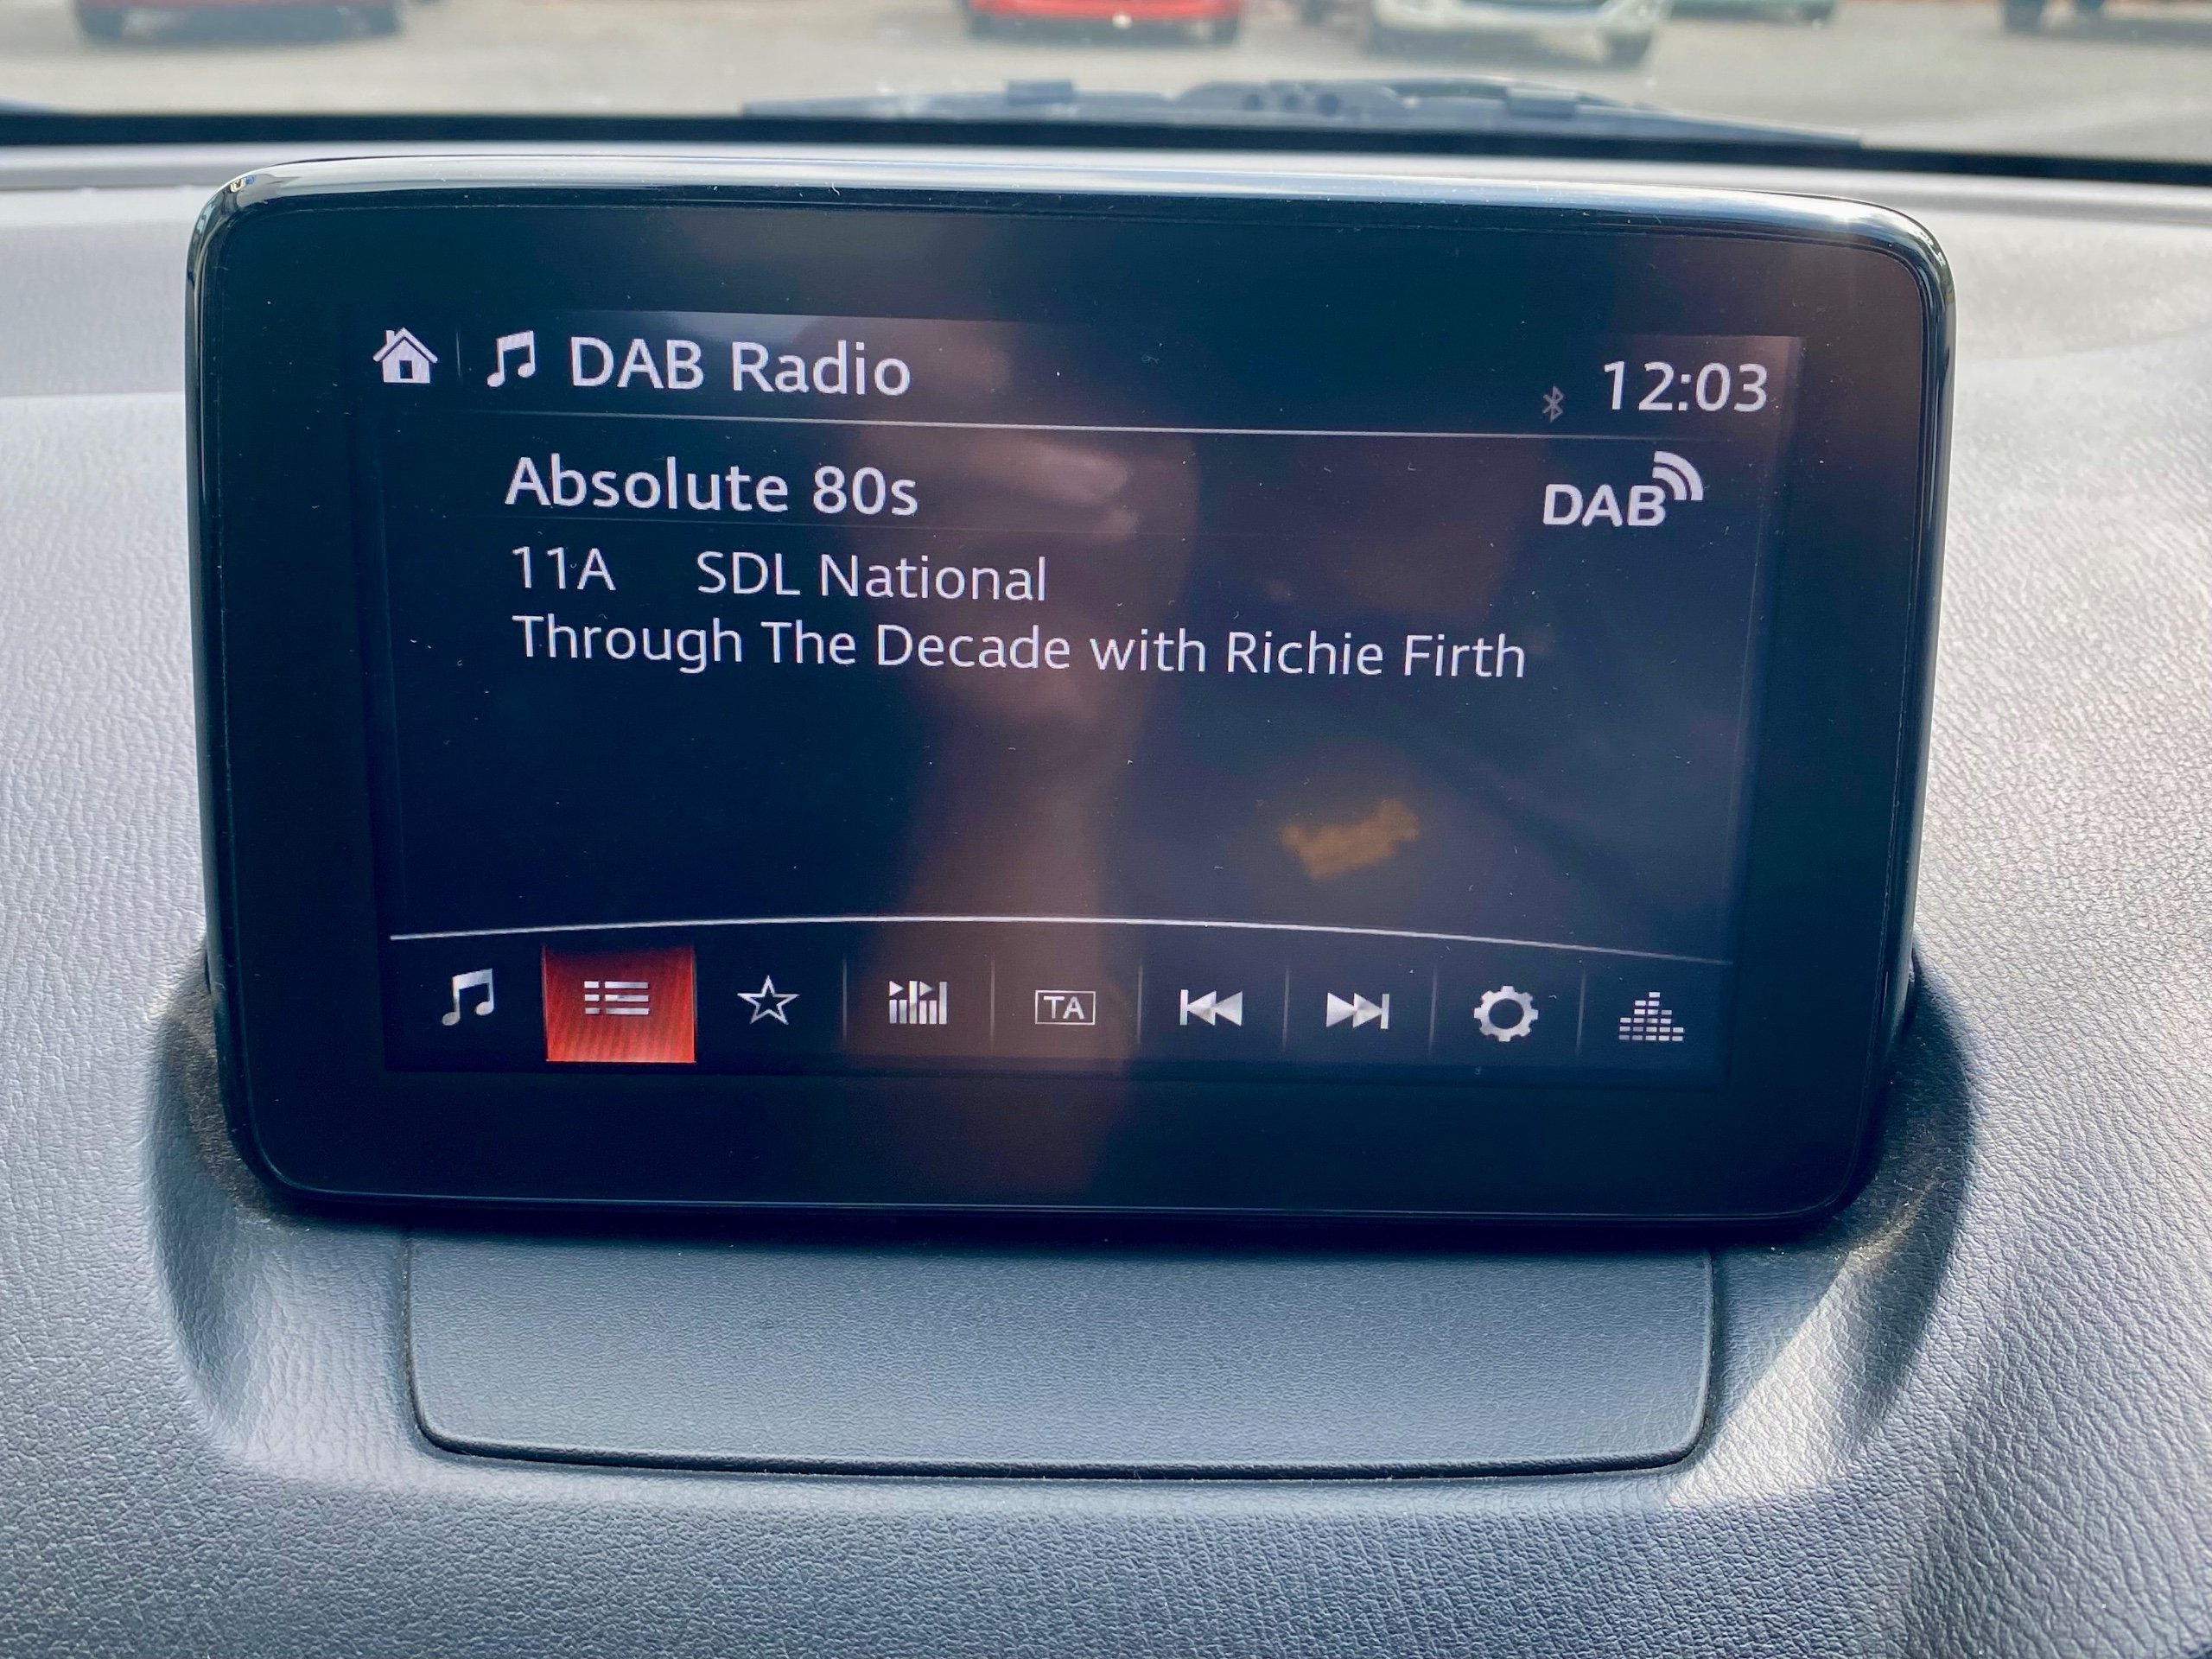 DAB Radio
12:03
Absolute 80s
DAB
11A SDL National
Through The Decade with Richie Firth
TA